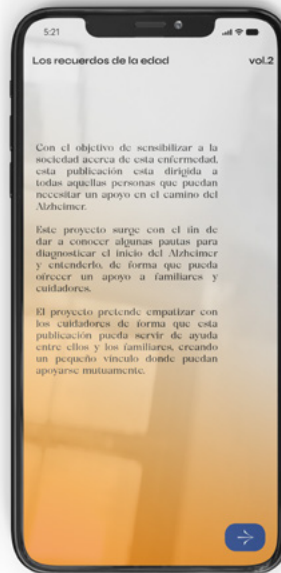 5:21
Los recuerdos de la edad
vol.2
Con el objetivo de sensibilizar a la
sociedad acerca de esta enfermedad,
esta publicación esta dirigida a
todas aquellas personas que puedan
necesitar un apoyo en el camino del
Alzheimer.
Este proyecto surge con el fin de
dar a conocer algunas pautas para
diagnosticar el inicio del Alzheimer
y entenderlo, de forma que pueda
ofrecer un apoyo a familiares y
cuidadores.
El proyecto pretende empatizar con
los cuidadores de forma que esta
publicación pueda servir de ayuda
entre ellos y los familiares, creando
un pequeño vínculo donde puedan
apoyarse mutuamente.